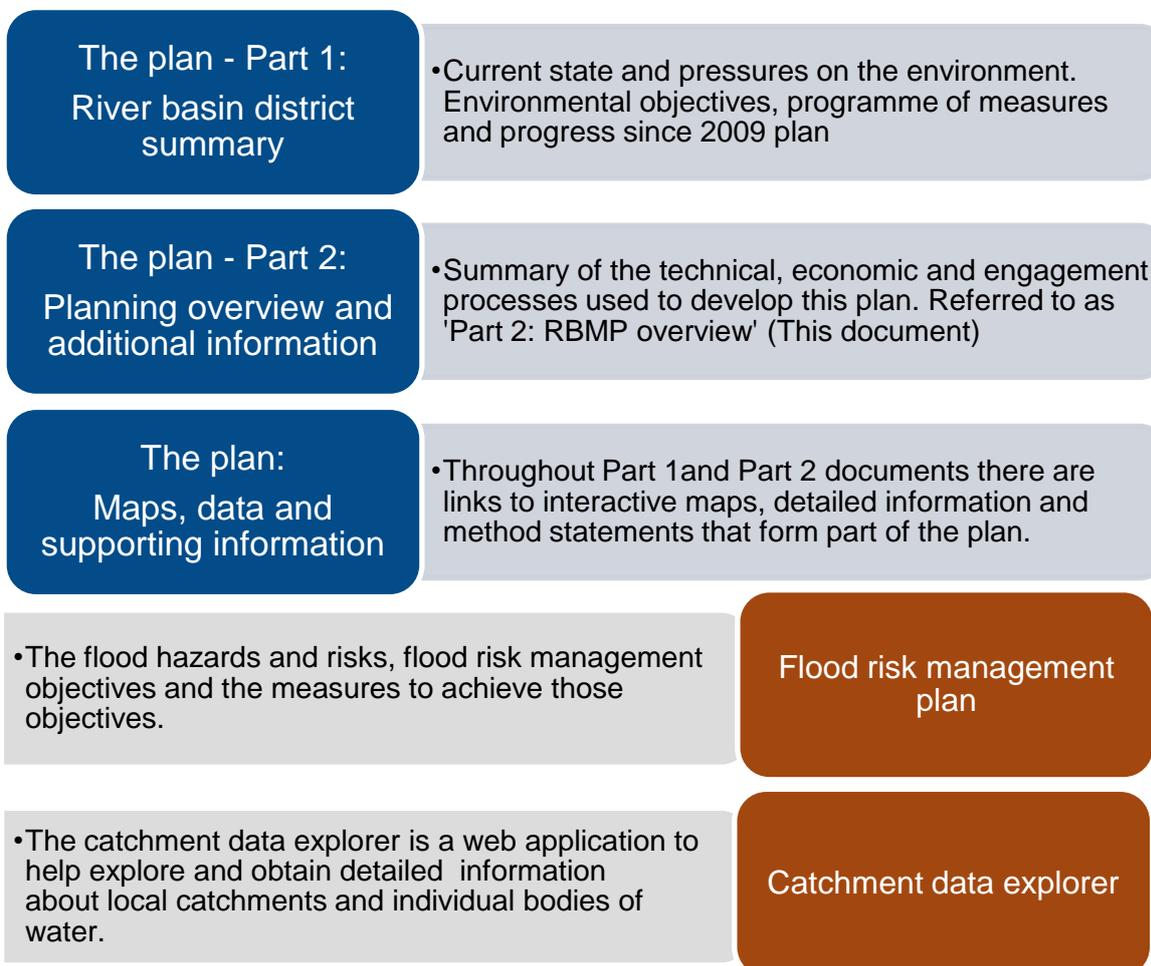 The plan - Part 1:
River basin district
summary
•Current state and pressures on the environment.
Environmental objectives, programme of measures
and progress since 2009 plan
The plan - Part 2:
Planning overview and
additional information
•Summary of the technical, economic and engagement
processes used to develop this plan. Referred to as
'Part 2: RBMP overview' (This document)
The plan:
Maps, data and
supporting information
•Throughout Part 1and Part 2 documents there are
links to interactive maps, detailed information and
method statements that form part of the plan.
•The flood hazards and risks, flood risk management
objectives and the measures to achieve those
objectives.
Flood risk management
plan
•The catchment data explorer is a web application to
help explore and obtain detailed  information
about local catchments and individual bodies of
water.
Catchment data explorer